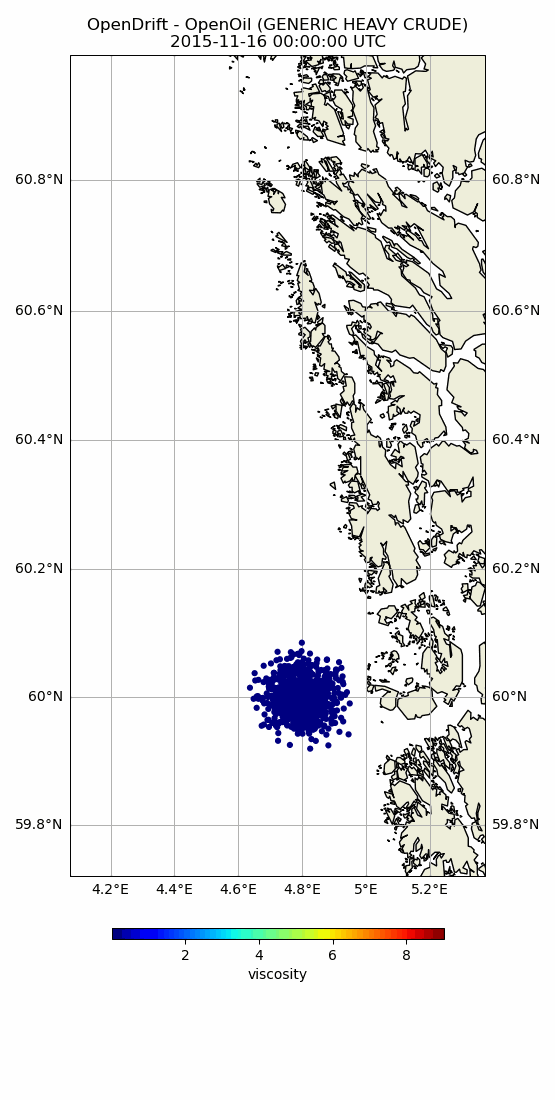 OpenDrift - OpenOil (GENERIC HEAVY CRUDE)
2015-11-16 00:00:00 UTC
60.8°N 60.8°N
60.6°N 60.6°N
60.4°N 60.4°N
60.2°N 60.2°N
60°N 60°N
59.8°N 59.8°N
4.2°E 4.4°E 4.6°E 4.8°E 5°E 5.2°E
2 4 6 8
viscosity